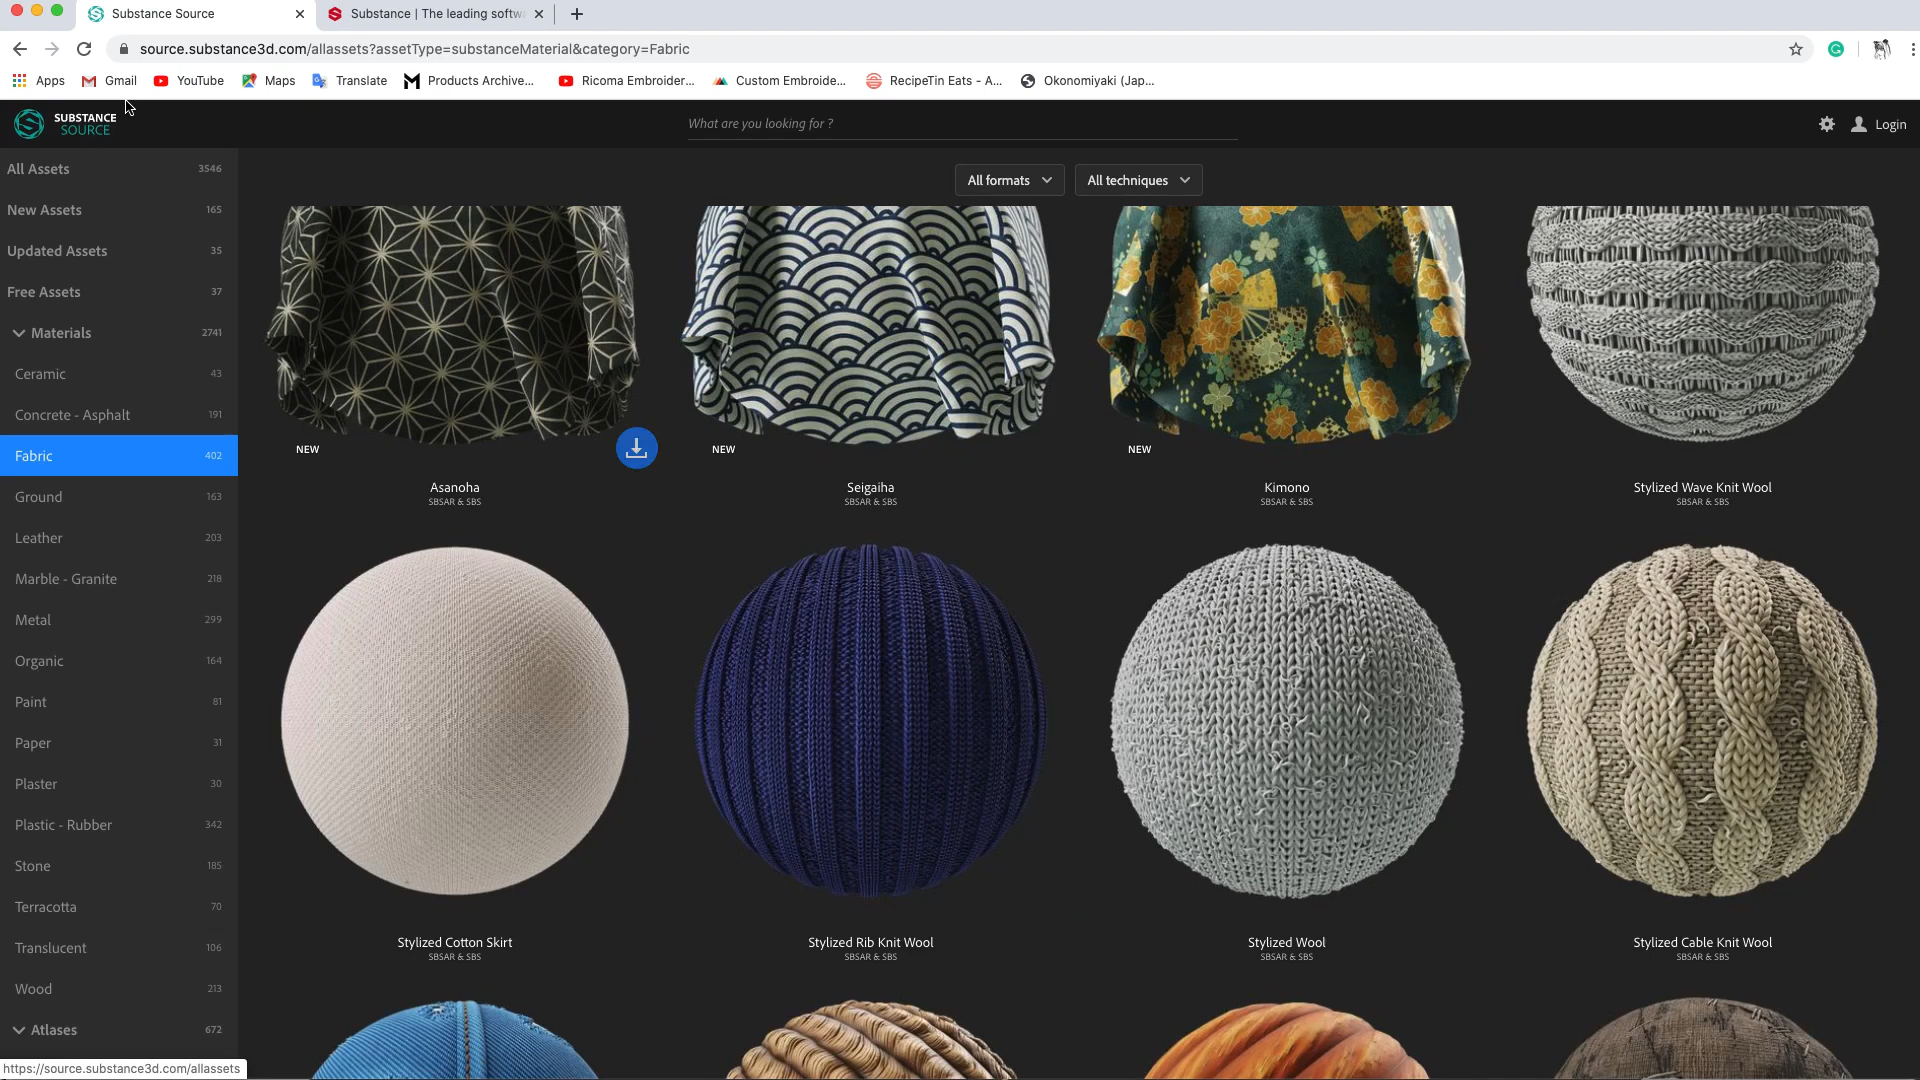 Substance Source
Substance | The leading softw
source.substance3d.com/allassets?assetType=substanceMaterial&category=Fabric
Apps
Gmail
YouTube
Maps
Translate
Products Archive...
Ricoma Embroider...
Custom Embroide...
RecipeTin Eats - A...
Okonomiyaki (Jap...
SUBSTANCE
SOURCE
What are you looking for ?
Login
All Assets 3546
New Assets 165
Updated Assets 35
Free Assets 37
Materials 2741
Ceramic 43
Concrete - Asphalt 191
Fabric 402
Ground 163
Leather 203
Marble - Granite 218
Metal 299
Organic 164
Paint 81
Paper 31
Plaster 30
Plastic - Rubber 342
Stone 185
Terracotta 70
Translucent 106
Wood 213
Atlases 672
All formats
All techniques
NEW
NEW
NEW
Asanoha
SBSAR & SBS
Seigaiha
SBSAR & SBS
Kimono
SBSAR & SBS
Stylized Wave Knit Wool
SBSAR & SBS
Stylized Cotton Skirt
SBSAR & SBS
Stylized Rib Knit Wool
SBSAR & SBS
Stylized Wool
SBSAR & SBS
Stylized Cable Knit Wool
SBSAR & SBS
https://source.substance3d.com/allassets